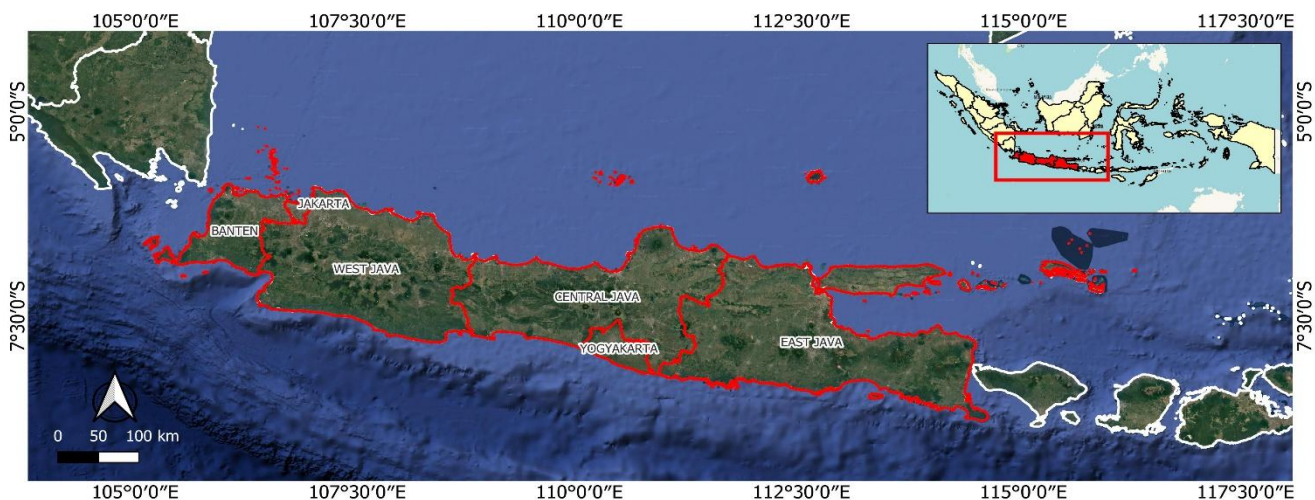 105°0′0″E 107°30′0″E 110°0′0″E 112°30′0″E 115°0′0″E 117°30′0″E
5°0′0″S
5°0′0″S
JAKARTA
BANTEN
WEST JAVA
CENTRAL JAVA
YOGYAKARTA
EAST JAVA
7°30′0″S
7°30′0″S
0 50 100 km
105°0′0″E 107°30′0″E 110°0′0″E 112°30′0″E 115°0′0″E 117°30′0″E